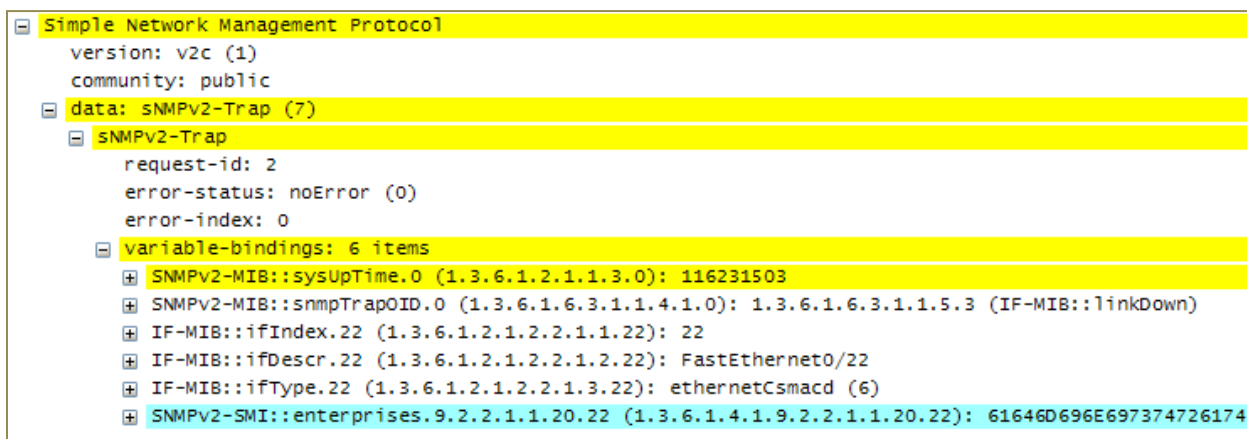 Simple Network Management Protocol
version: v2c (1)
community: public
data: sNMPv2-Trap (7)
sNMPv2-Trap
request-id: 2
error-status: noError (0)
error-index: 0
variable-bindings: 6 items
SNMPv2-MIB::sysUpTime.0 (1.3.6.1.2.1.1.3.0): 116231503
SNMPv2-MIB::snmpTrapOID.0 (1.3.6.1.6.3.1.1.4.1.0): 1.3.6.1.6.3.1.1.5.3 (IF-MIB::linkDown)
IF-MIB::ifIndex.22 (1.3.6.1.2.1.2.2.1.1.22): 22
IF-MIB::ifDescr.22 (1.3.6.1.2.1.2.2.1.2.22): FastEthernet0/22
IF-MIB::ifType.22 (1.3.6.1.2.1.2.2.1.3.22): ethernetCsmacd (6)
SNMPv2-SMI::enterprises.9.2.2.1.1.20.22 (1.3.6.1.4.1.9.2.2.1.1.20.22): 61646D696E697374726174